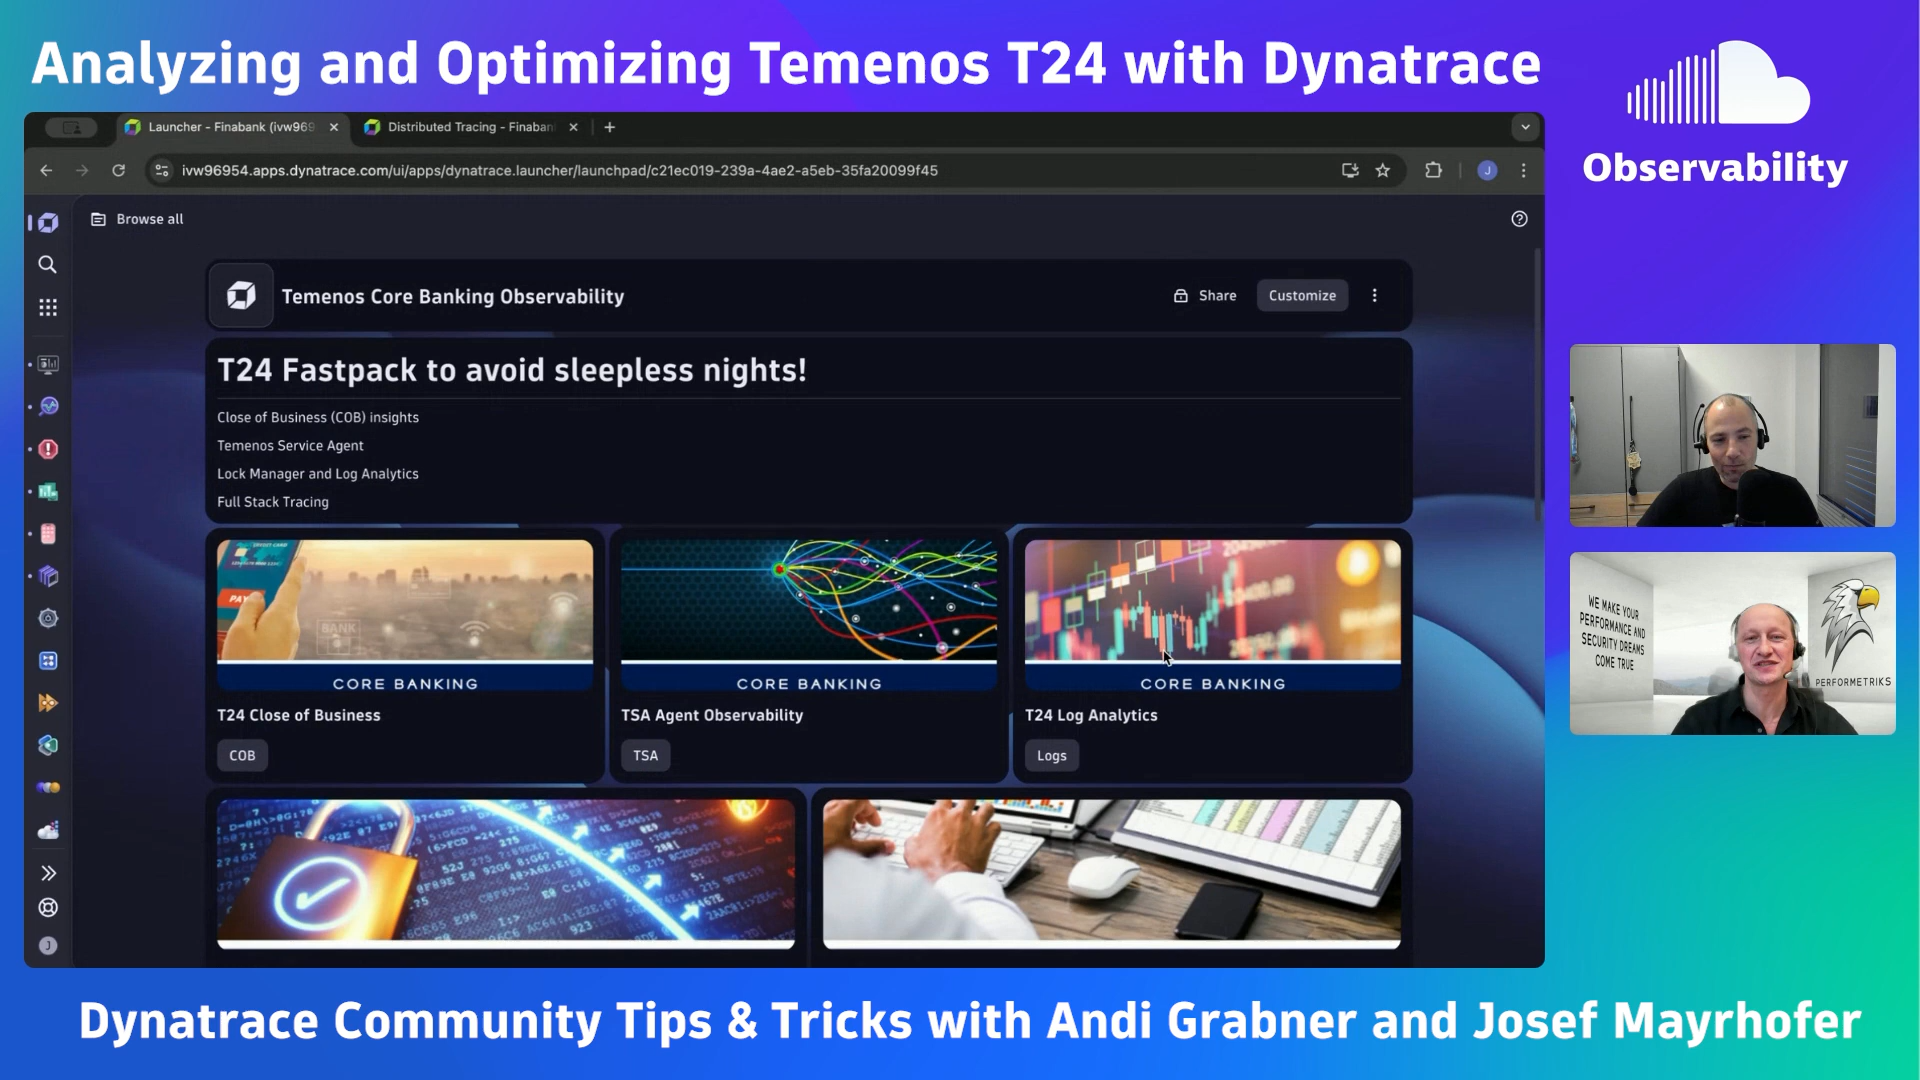 Analyzing and Optimizing Temenos T24 with Dynatrace
Observability
Launcher - Finabank (ivw969
Distributed Tracing - Finaban
ivw96954.apps.dynatrace.com/ui/apps/dynatrace.launcher/launchpad/c21ec019-239a-4ae2-a5eb-35fa20099f45
J
Browse all
Temenos Core Banking Observability
Share
Customize
T24 Fastpack to avoid sleepless nights!
Close of Business (COB) insights
Temenos Service Agent
Lock Manager and Log Analytics
Full Stack Tracing
CORE BANKING
T24 Close of Business
COB
CORE BANKING
TSA Agent Observability
TSA
CORE BANKING
T24 Log Analytics
Logs
BANK
J
WE MAKE YOUR
PERFORMANCE AND
SECURITY DREAMS
COME TRUE
PERFORMETRIKS
Dynatrace Community Tips & Tricks with Andi Grabner and Josef Mayrhofer